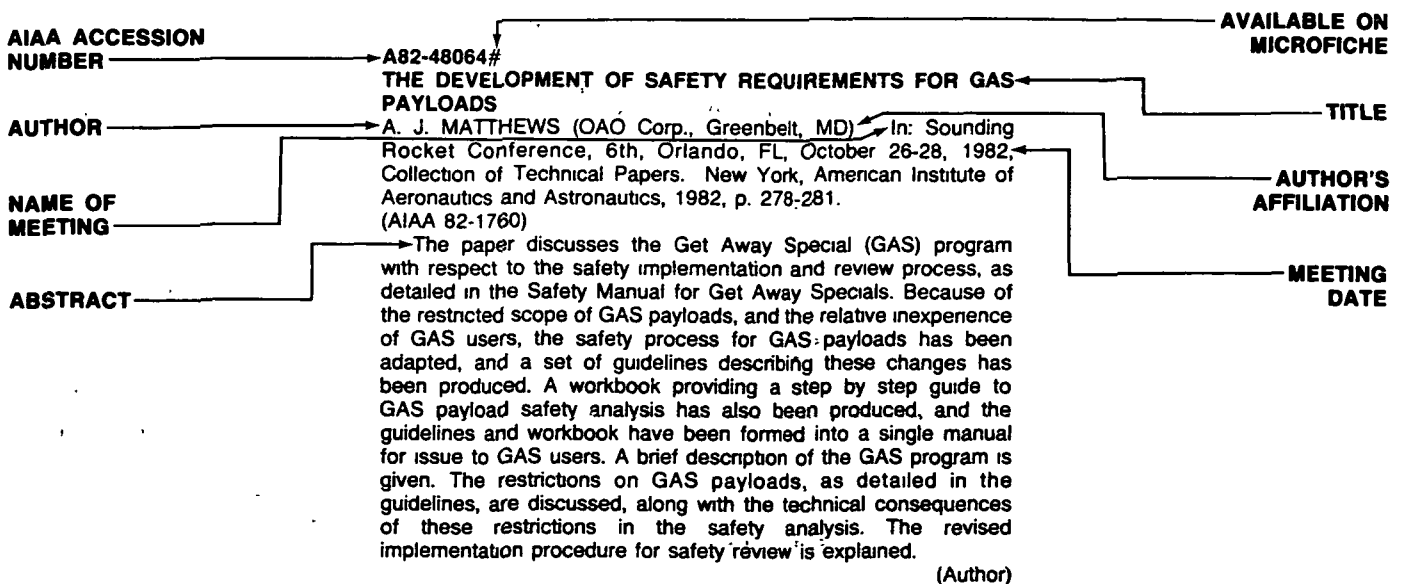 AIAA ACCESSION
NUMBER
AUTHOR
NAME OF
MEETING
ABSTRACT
A82-48064#
THE DEVELOPMENT OF SAFETY REQUIREMENTS FOR GAS
PAYLOADS
A. J. MATTHEWS (OAO Corp., Greenbelt, MD) In: Sounding
Rocket Conference, 6th, Orlando, FL, October 26-28, 1982,
Collection of Technical Papers. New York, American Institute of
Aeronautics and Astronautics, 1982, p. 278-281.
(AIAA 82-1760)
The paper discusses the Get Away Special (GAS) program
with respect to the safety implementation and review process, as
detailed in the Safety Manual for Get Away Specials. Because of
the restricted scope of GAS payloads, and the relative inexperience
of GAS users, the safety process for GAS payloads has been
adapted, and a set of guidelines describing these changes has
been produced. A workbook providing a step by step guide to
GAS payload safety analysis has also been produced, and the
guidelines and workbook have been formed into a single manual
for issue to GAS users. A brief description of the GAS program is
given. The restrictions on GAS payloads, as detailed in the
guidelines, are discussed, along with the technical consequences
of these restrictions in the safety analysis. The revised
implementation procedure for safety review is explained.
(Author)
AVAILABLE ON
MICROFICHE
TITLE
AUTHOR'S
AFFILIATION
MEETING
DATE